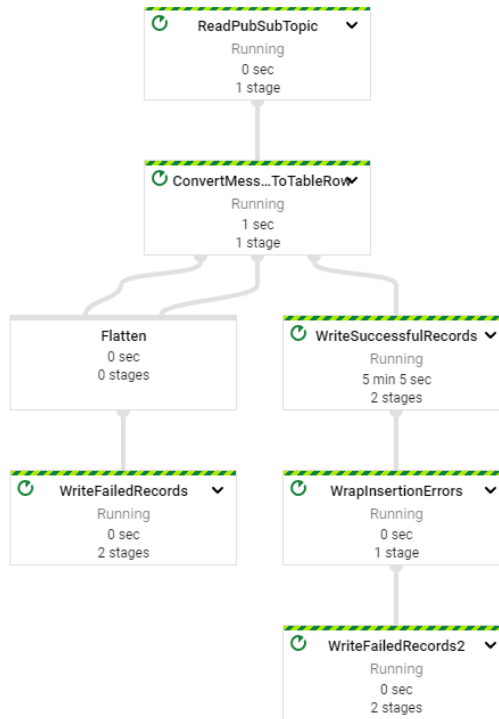 ReadPubSubTopic
Running
0 sec
1 stage
ConvertMess...ToTableRow
Running
1 sec
1 stage
Flatten
0 sec
0 stages
WriteSuccessfulRecords
Running
5 min 5 sec
2 stages
WriteFailedRecords
Running
0 sec
2 stages
WrapInsertionErrors
Running
0 sec
1 stage
WriteFailedRecords2
Running
0 sec
2 stages